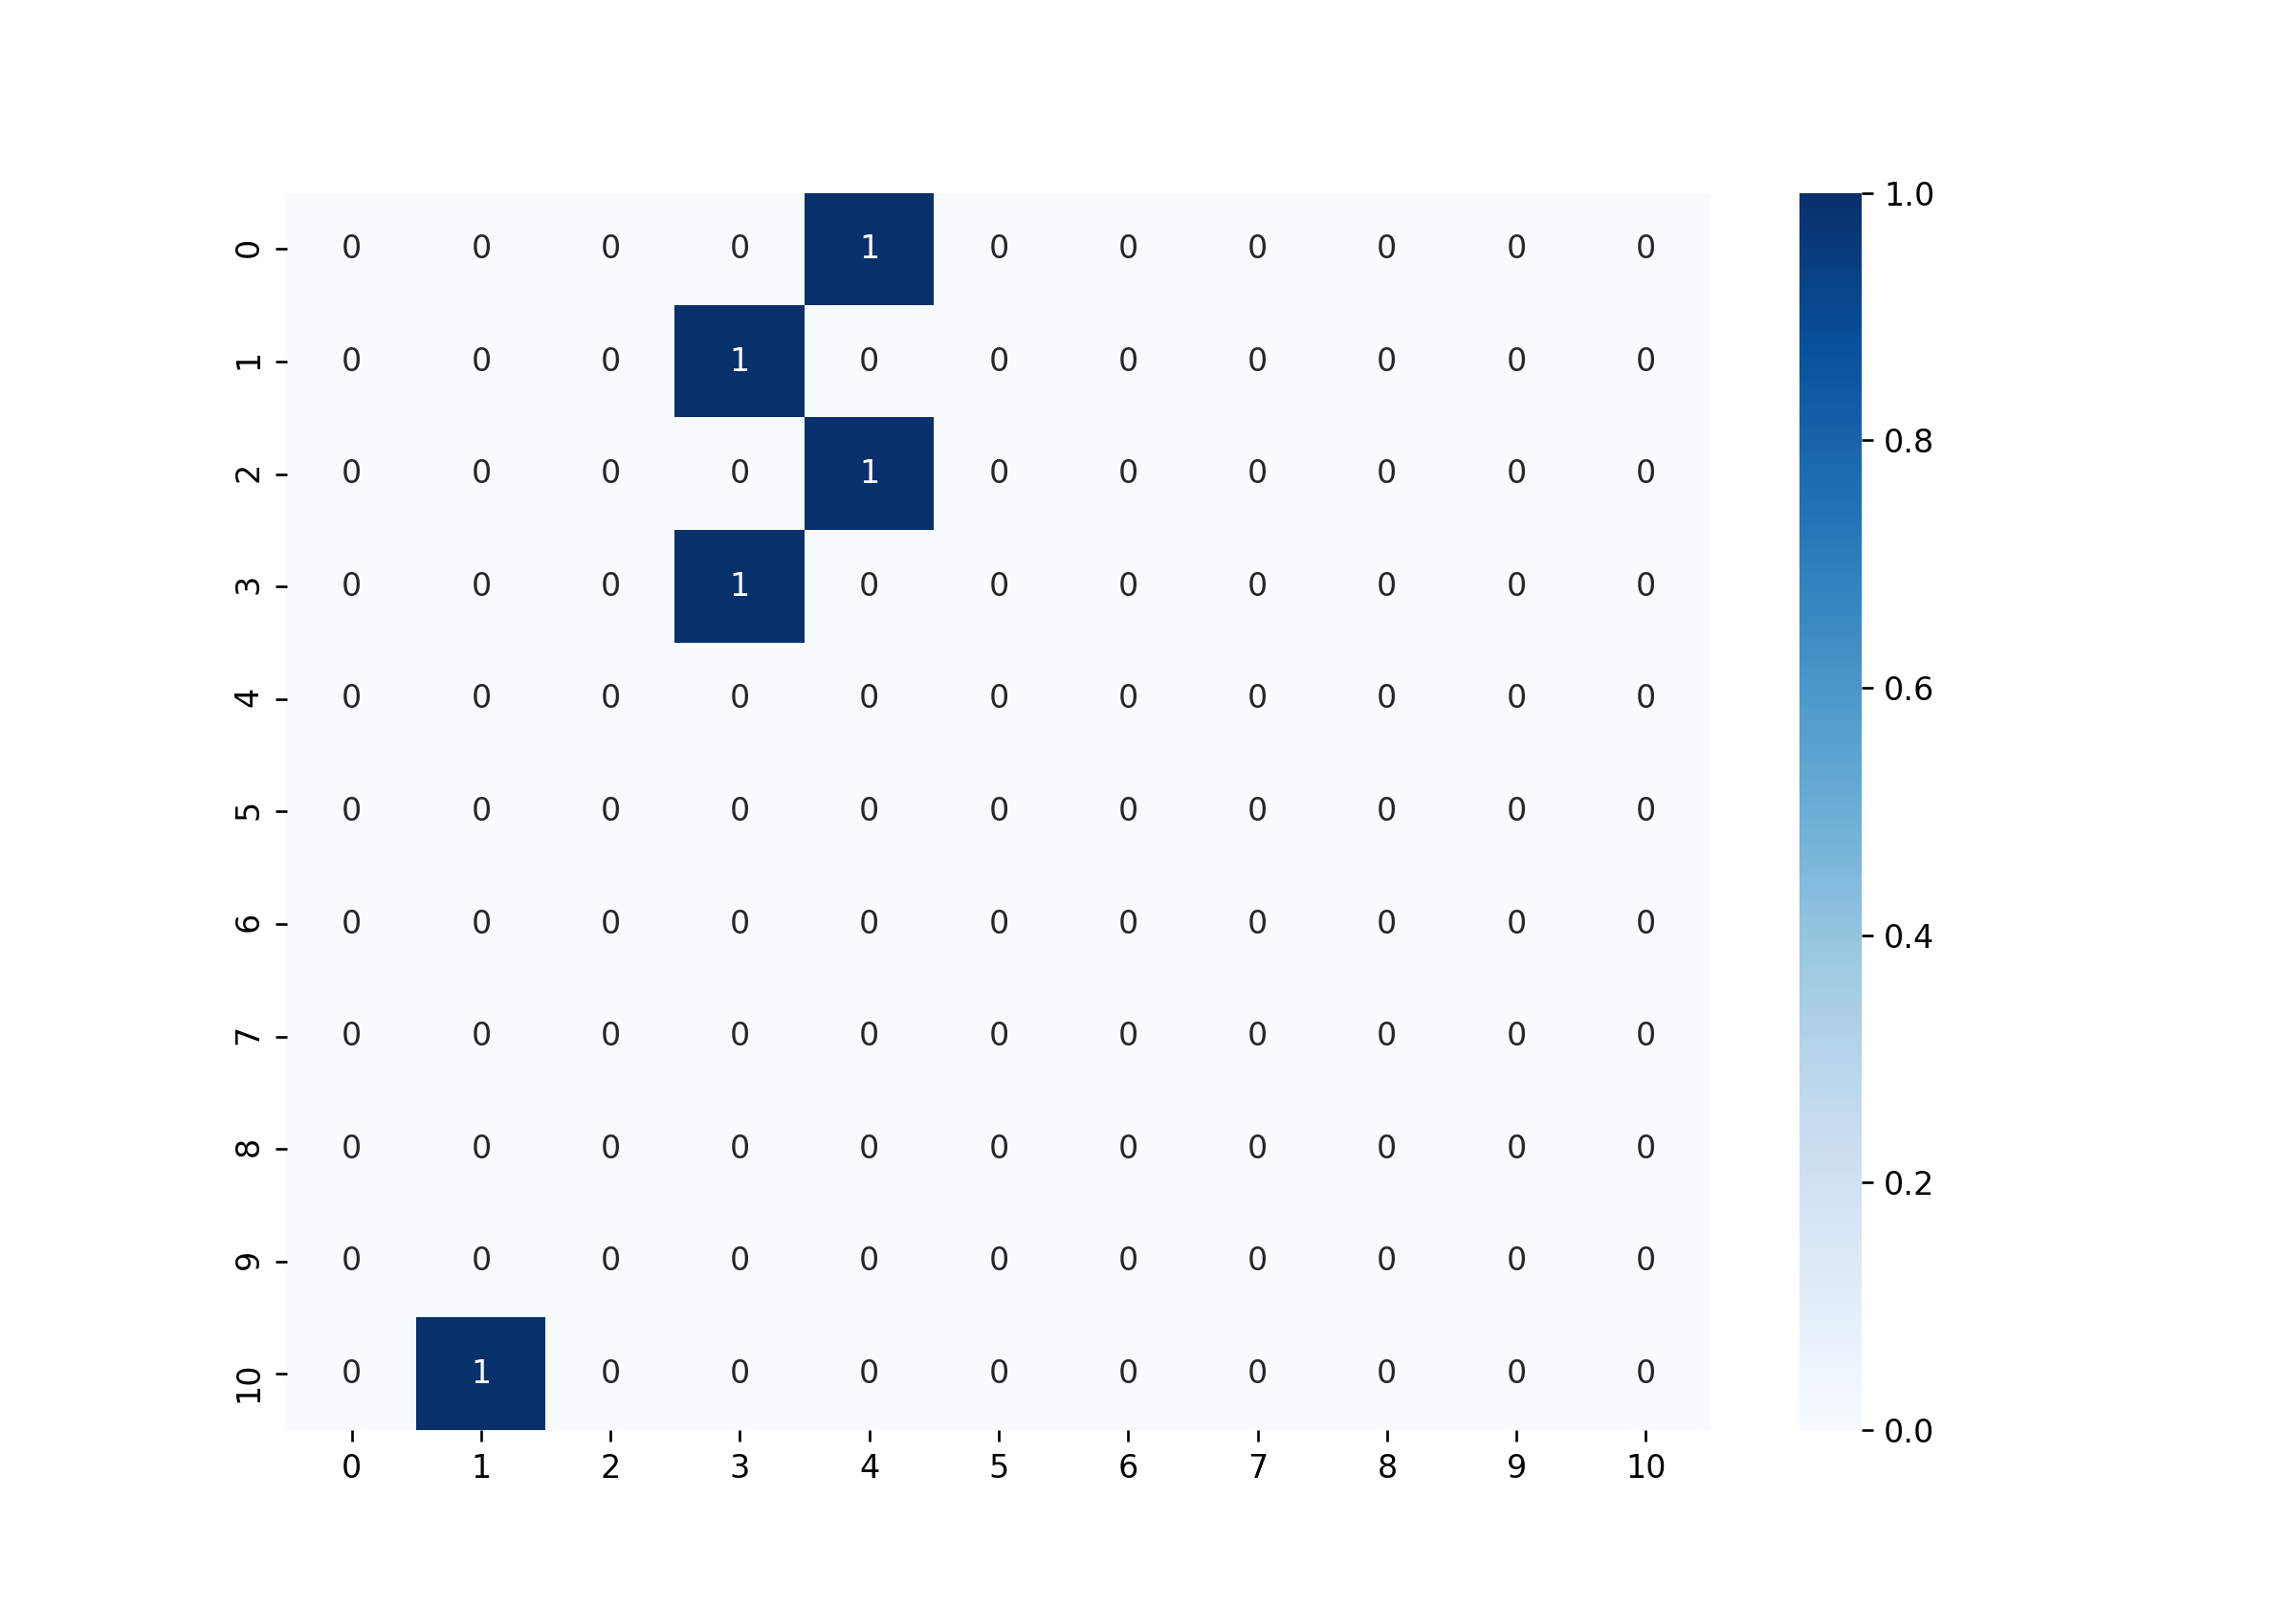 1.0
0 0 0 0 0 1 0 0 0 0 0 0
1 0 0 0 1 0 0 0 0 0 0 0
0.8
2 0 0 0 0 1 0 0 0 0 0 0
3 0 0 0 1 0 0 0 0 0 0 0
0.6
4 0 0 0 0 0 0 0 0 0 0 0
5 0 0 0 0 0 0 0 0 0 0 0
6 0 0 0 0 0 0 0 0 0 0 0
0.4
7 0 0 0 0 0 0 0 0 0 0 0
8 0 0 0 0 0 0 0 0 0 0 0
0.2
9 0 0 0 0 0 0 0 0 0 0 0
10 0 1 0 0 0 0 0 0 0 0 0
0.0
0 1 2 3 4 5 6 7 8 9 10